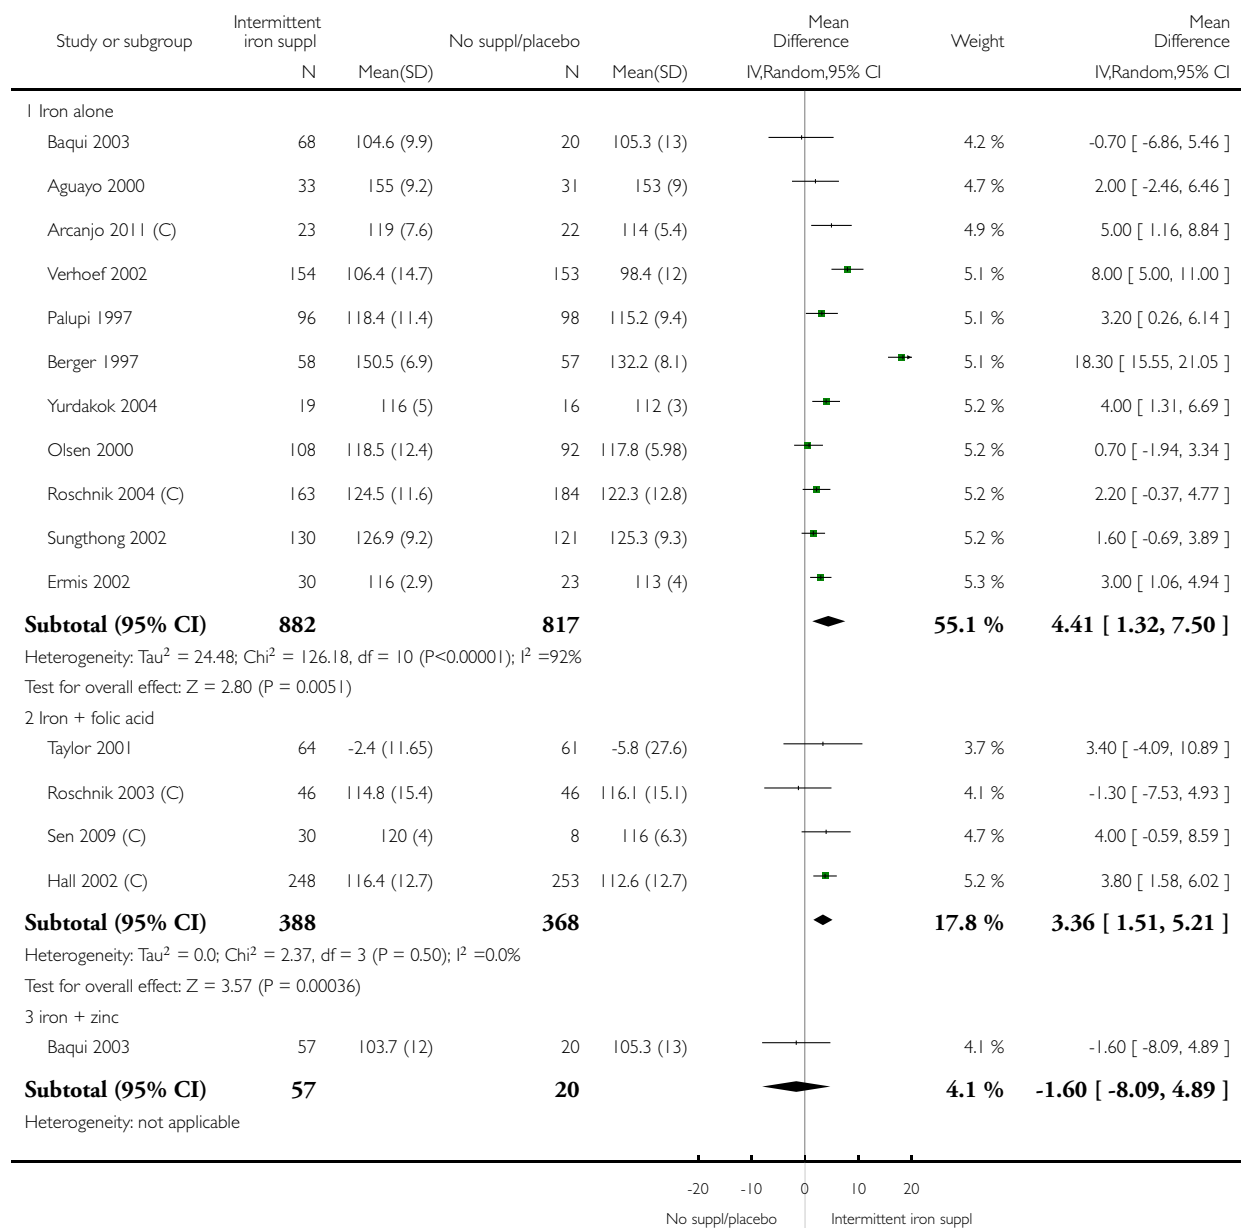 Study or subgroup Intermittent iron suppl No suppl/placebo Mean Difference Weight Mean Difference
N Mean(SD) N Mean(SD) IV,Random,95% CI IV,Random,95% CI
1 Iron alone
Baqui 2003 68 104.6 (9.9) 20 105.3 (13) 4.2 % -0.70 [ -6.86, 5.46 ]
Aguayo 2000 33 155 (9.2) 31 153 (9) 4.7 % 2.00 [ -2.46, 6.46 ]
Arcanjo 2011 (C) 23 119 (7.6) 22 114 (5.4) 4.9 % 5.00 [ 1.16, 8.84 ]
Verhoef 2002 154 106.4 (14.7) 153 98.4 (12) 5.1 % 8.00 [ 5.00, 11.00 ]
Palupi 1997 96 118.4 (11.4) 98 115.2 (9.4) 5.1 % 3.20 [ 0.26, 6.14 ]
Berger 1997 58 150.5 (6.9) 57 132.2 (8.1) 5.1 % 18.30 [ 15.55, 21.05 ]
Yurdakok 2004 19 116 (5) 16 112 (3) 5.2 % 4.00 [ 1.31, 6.69 ]
Olsen 2000 108 118.5 (12.4) 92 117.8 (5.98) 5.2 % 0.70 [ -1.94, 3.34 ]
Roschnik 2004 (C) 163 124.5 (11.6) 184 122.3 (12.8) 5.2 % 2.20 [ -0.37, 4.77 ]
Sungthong 2002 130 126.9 (9.2) 121 125.3 (9.3) 5.2 % 1.60 [ -0.69, 3.89 ]
Ermis 2002 30 116 (2.9) 23 113 (4) 5.3 % 3.00 [ 1.06, 4.94 ]
Subtotal (95% CI) 882 817 55.1 % 4.41 [ 1.32, 7.50 ]
Heterogeneity: Tau² = 24.48; Chi² = 126.18, df = 10 (P<0.00001); I² =92%
Test for overall effect: Z = 2.80 (P = 0.0051)
2 Iron + folic acid
Taylor 2001 64 -2.4 (11.65) 61 -5.8 (27.6) 3.7 % 3.40 [ -4.09, 10.89 ]
Roschnik 2003 (C) 46 114.8 (15.4) 46 116.1 (15.1) 4.1 % -1.30 [ -7.53, 4.93 ]
Sen 2009 (C) 30 120 (4) 8 116 (6.3) 4.7 % 4.00 [ -0.59, 8.59 ]
Hall 2002 (C) 248 116.4 (12.7) 253 112.6 (12.7) 5.2 % 3.80 [ 1.58, 6.02 ]
Subtotal (95% CI) 388 368 17.8 % 3.36 [ 1.51, 5.21 ]
Heterogeneity: Tau² = 0.0; Chi² = 2.37, df = 3 (P = 0.50); I² =0.0%
Test for overall effect: Z = 3.57 (P = 0.00036)
3 iron + zinc
Baqui 2003 57 103.7 (12) 20 105.3 (13) 4.1 % -1.60 [ -8.09, 4.89 ]
Subtotal (95% CI) 57 20 4.1 % -1.60 [ -8.09, 4.89 ]
Heterogeneity: not applicable
-20 -10 0 10 20
No suppl/placebo Intermittent iron suppl